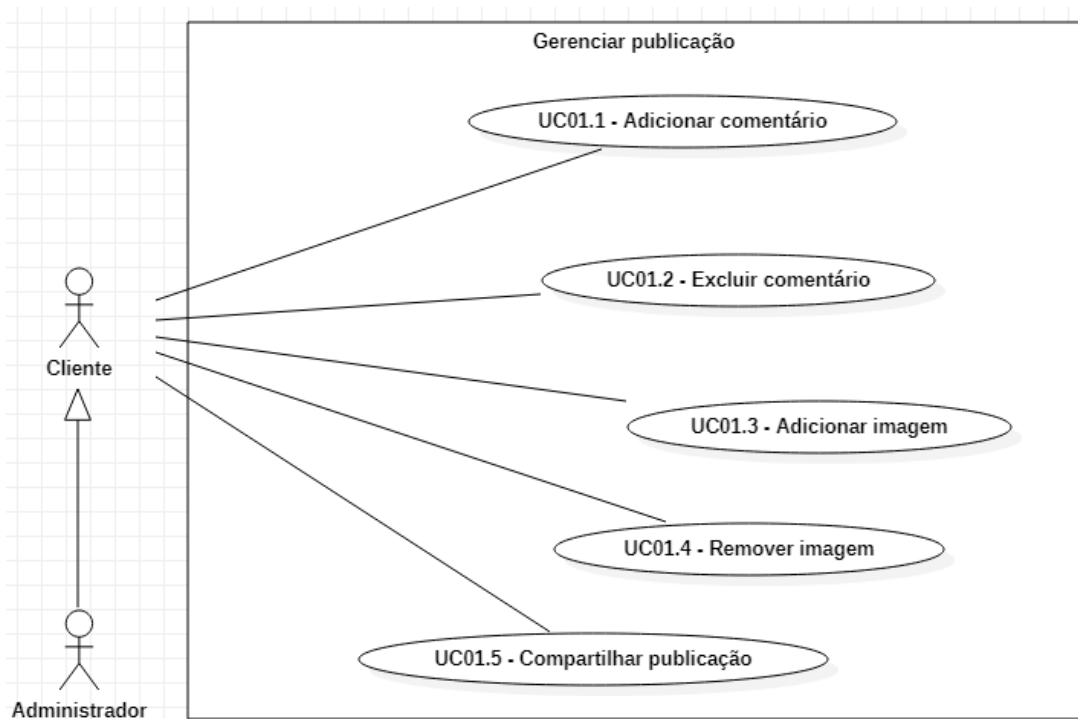 Gerenciar publicação
UC01.1 - Adicionar comentário
UC01.2 - Excluir comentário
Cliente
UC01.3 - Adicionar imagem
UC01.4 - Remover imagem
UC01.5 - Compartilhar publicação
Administrador